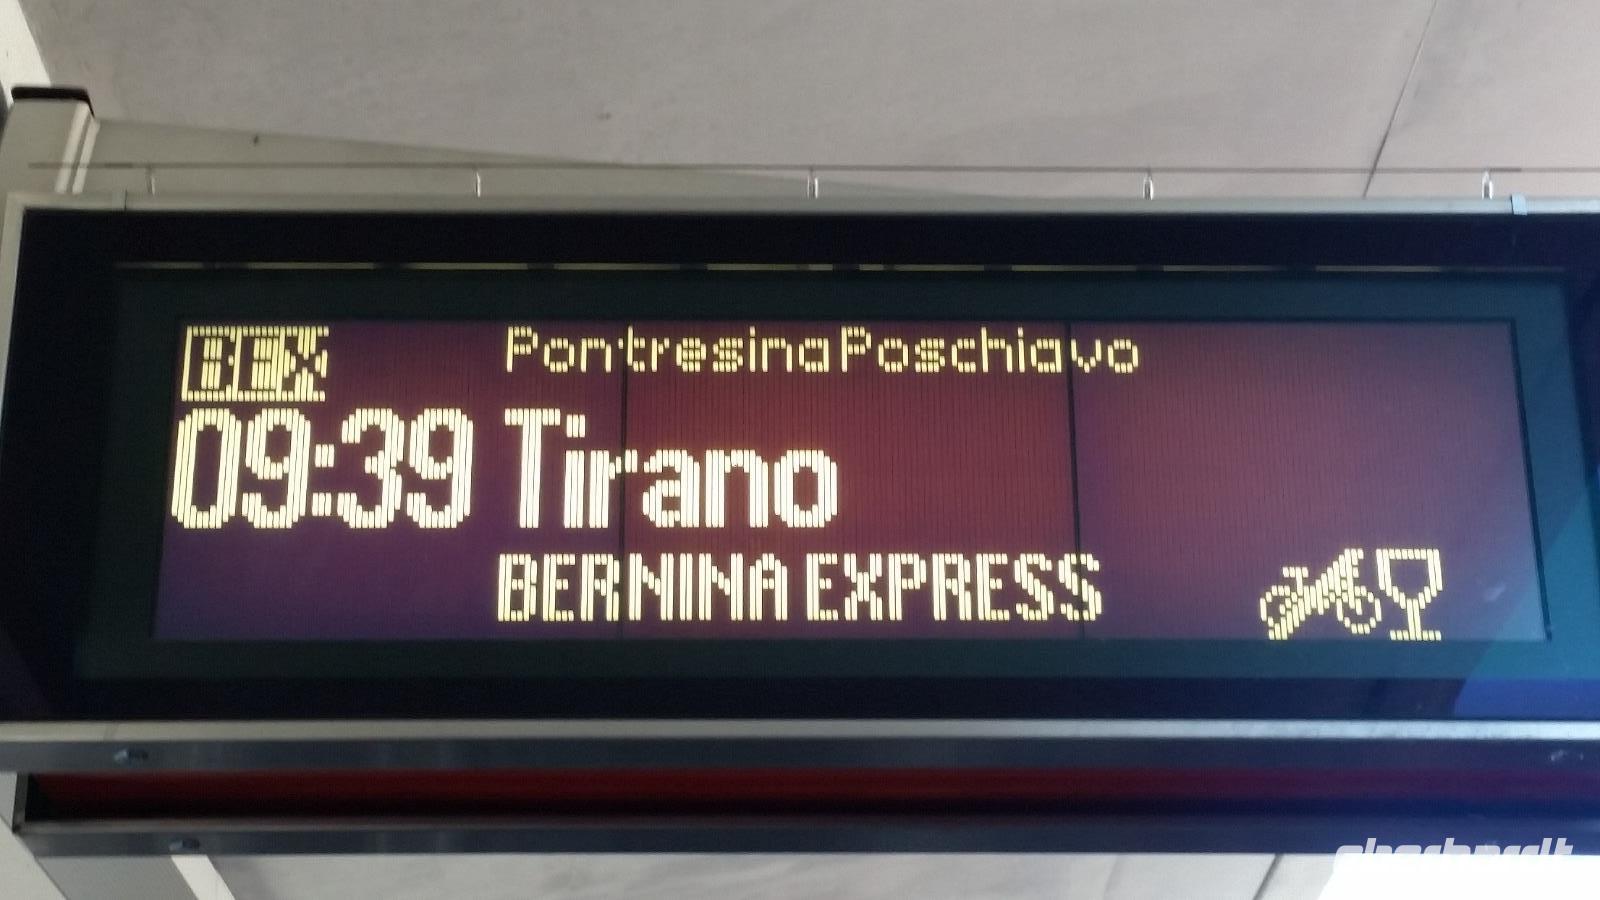 BEX
Pontresina Poschiavo
09:39 Tirano
BERNINA EXPRESS